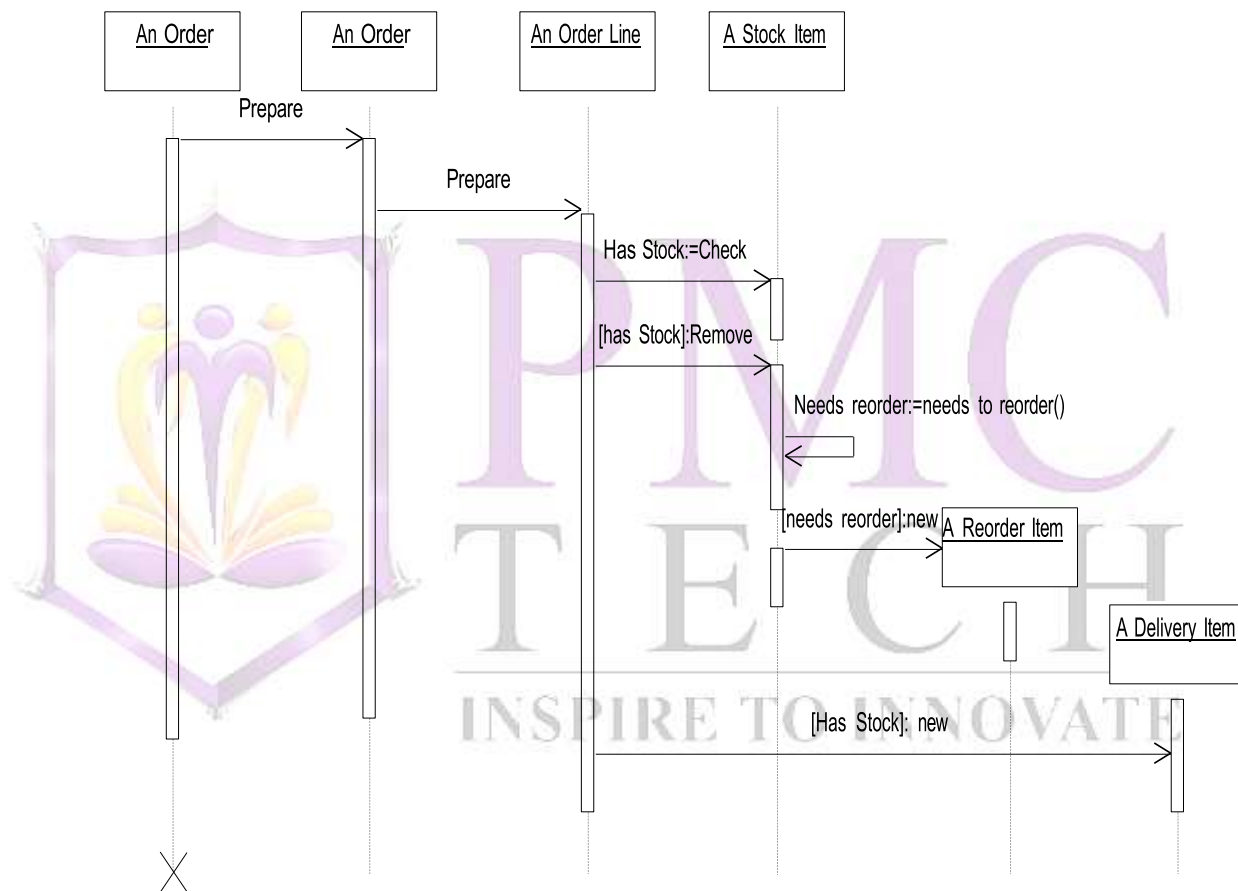 An Order
An Order
An Order Line
A Stock Item
Prepare
Prepare
Has Stock:=Check
[has Stock]:Remove
Needs reorder:=needs to reorder()
[needs reorder]:new
A Reorder Item
A Delivery Item
[Has Stock]: new
PMC
TECH
INSPIRE TO INNOVATE